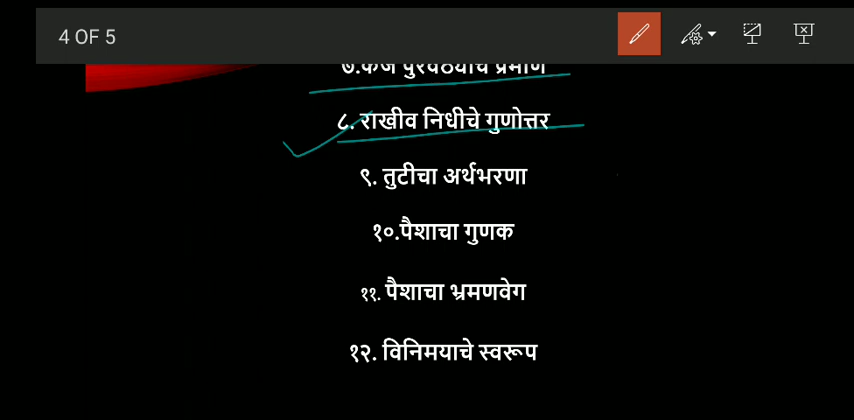 4 OF 5
७.कर्ज पुरवठ्याचे प्रमाण
८. राखीव निधीचे गुणोत्तर
९. तुटीचा अर्थभरणा
१०.पैशाचा गुणक
११. पैशाचा भ्रमणवेग
१२. विनिमयाचे स्वरूप